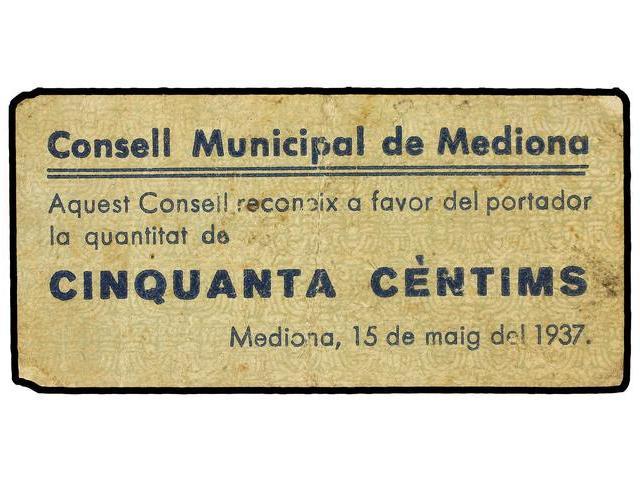 Consell Municipal de Mediona
Aquest Consell reconeix a favor del portador
la quantitat de
CINQUANTA CÈNTIMS
Mediona, 15 de maig del 1937.